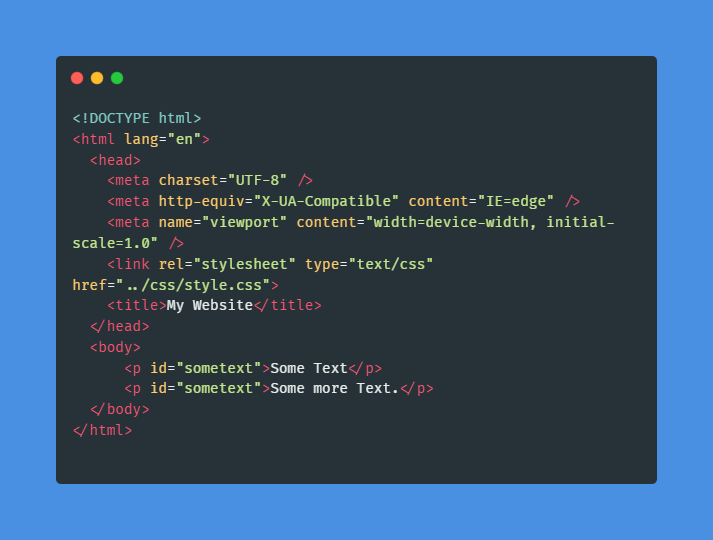 <!DOCTYPE html>
<html lang="en">
  <head>
    <meta charset="UTF-8" />
    <meta http-equiv="X-UA-Compatible" content="IE=edge" />
    <meta name="viewport" content="width=device-width, initial-
scale=1.0" />
    <link rel="stylesheet" type="text/css"
href="../css/style.css">
    <title>My Website</title>
  </head>
  <body>
      <p id="sometext">Some Text</p>
      <p id="sometext">Some more Text.</p>
  </body>
</html>